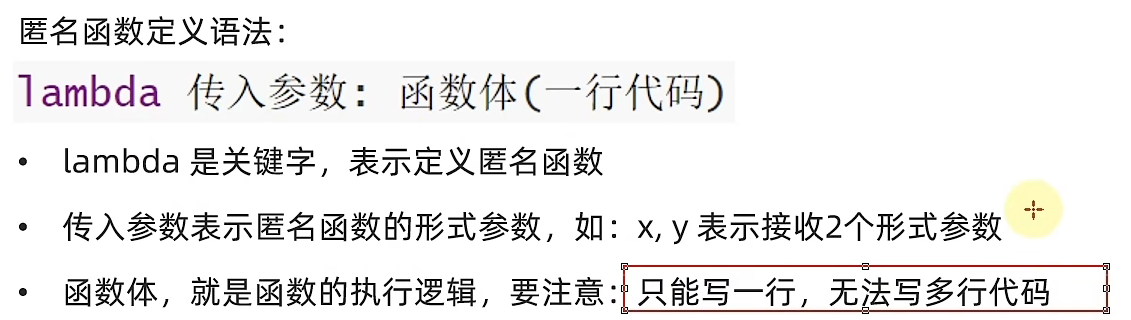 匿名函数定义语法：
lambda 传入参数: 函数体(一行代码)
• lambda 是关键字，表示定义匿名函数
• 传入参数表示匿名函数的形式参数，如：x, y 表示接收2个形式参数
• 函数体，就是函数的执行逻辑，要注意：只能写一行，无法写多行代码